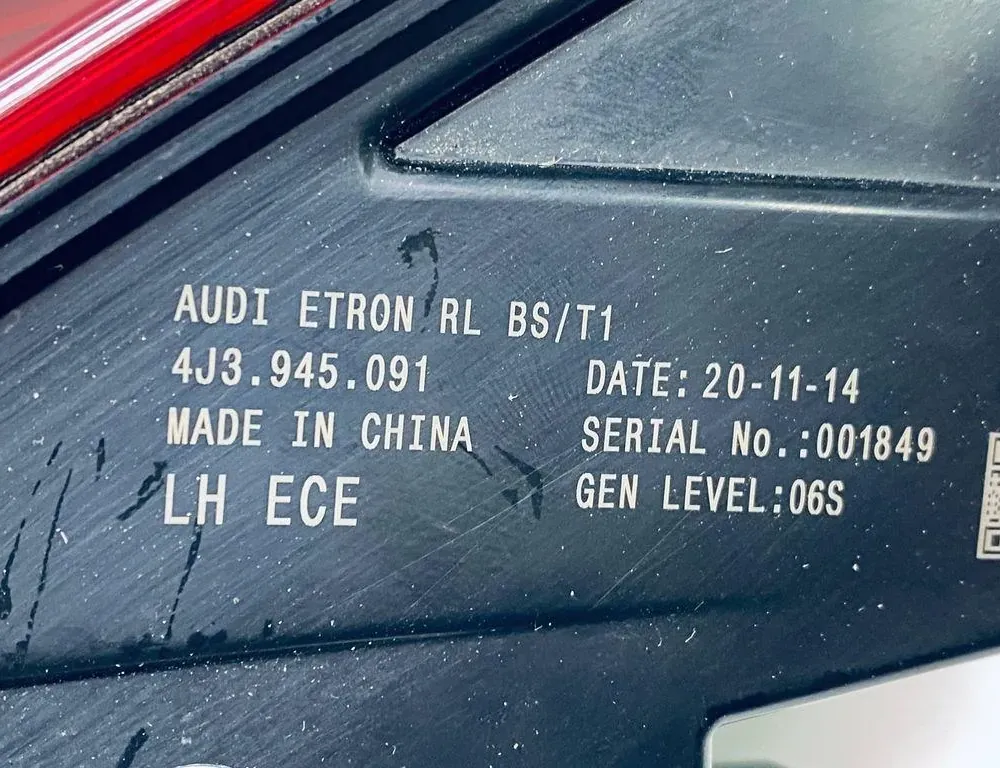 AUDI ETRON RL BS/T1
4J3.945.091 DATE: 20-11-14
MADE IN CHINA SERIAL No.:001849
LH ECE GEN LEVEL:06S